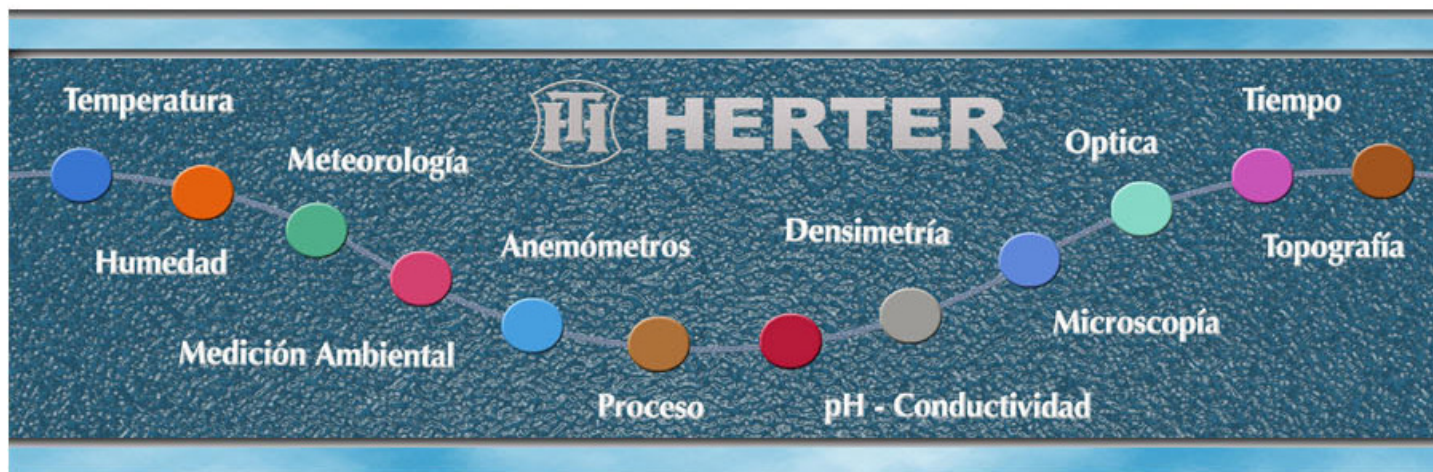 HERTER
Temperatura
Humedad
Meteorología
Medición Ambiental
Anemómetros
Proceso
pH - Conductividad
Densimetría
Microscopía
Optica
Tiempo
Topografía